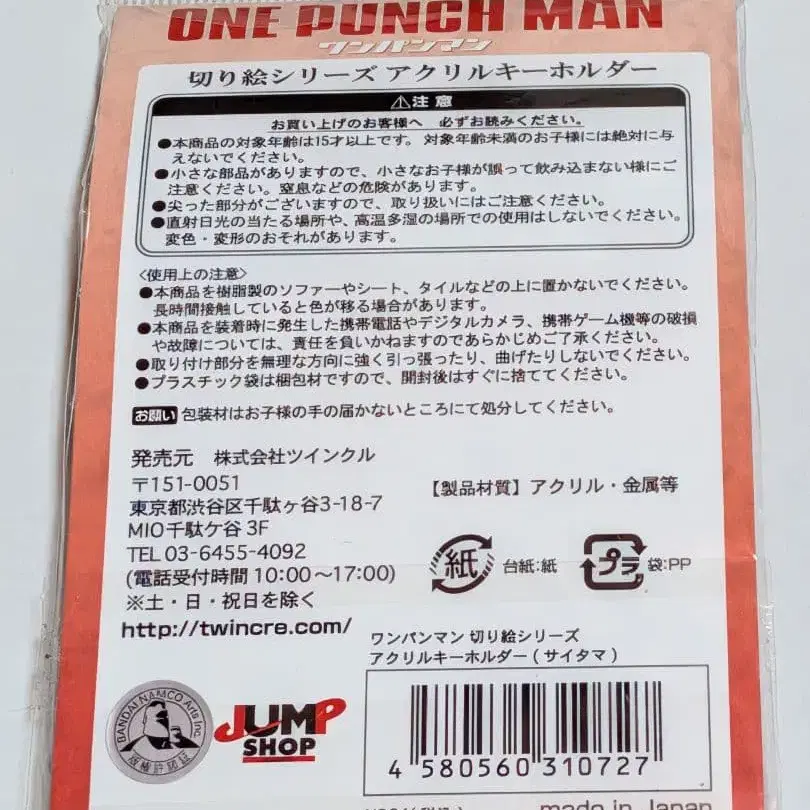 ONE PUNCH MAN
ワンパンマン
切り絵シリーズ アクリルキーホルダー
⚠注意
お買い上げのお客様へ 必ずお読みください。
●本商品の対象年齢は15才以上です。対象年齢未満のお子様には絶対に与
えないでください。
●小さな部品がありますので、小さなお子様が誤って飲み込まない様にご
注意ください。窒息などの危険があります。
●尖った部分がございますので、取り扱いにはご注意ください。
●直射日光の当たる場所や、高温多湿の場所での使用はしないでください。
変色・変形のおそれがあります。
〈使用上の注意〉
●本商品を樹脂製のソファーやシート、タイルなどの上に置かないでください。
長時間接触していると色が移る場合があります。
●本商品を装着時に発生した携帯電話やデジタルカメラ、携帯ゲーム機等の破損
や故障については、責任を負いかねますのであらかじめご了承ください。
●取り付け部分を無理な方向に強く引っ張ったり、曲げたりしないでください。
●プラスチック袋は梱包材ですので、開封後はすぐに捨ててください。
お願い 包装材はお子様の手の届かないところにて処分してください。
発売元 株式会社ツインクル
〒151-0051
東京都渋谷区千駄ヶ谷3-18-7
MIO千駄ケ谷 3F
TEL 03-6455-4092
(電話受付時間 10:00〜17:00)
※土・日・祝日を除く
http://twincre.com/
【製品材質】アクリル・金属等
紙 台紙:紙
プラ 袋:PP
ワンパンマン 切り絵シリーズ
アクリルキーホルダー(サイタマ)
BANDAI NAMCO Arts Inc.
版権許諾証
JUMP
SHOP
4 580560 310727
made in Japan